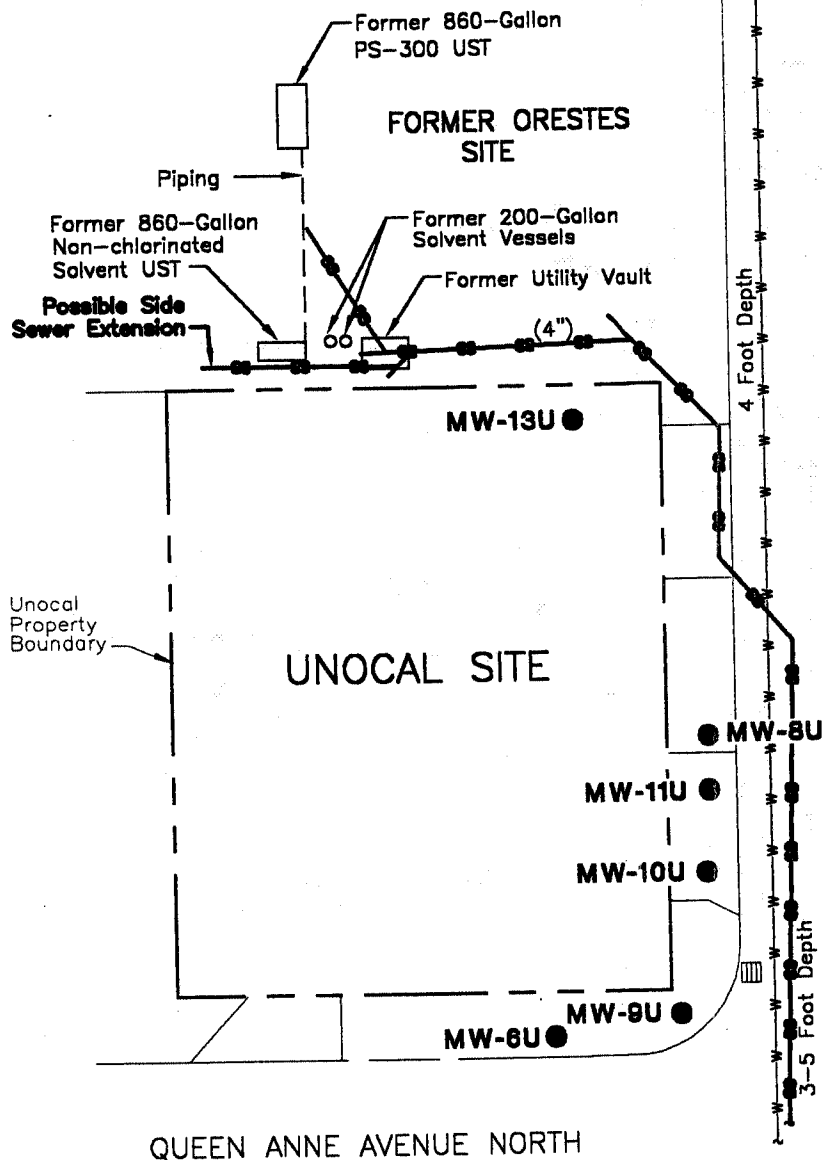 Former 860-Gallon
PS-300 UST
FORMER ORESTES
SITE
Piping
Former 860-Gallon
Non-chlorinated
Solvent UST
Former 200-Gallon
Solvent Vessels
Former Utility Vault
Possible Side
Sewer Extension
(4")
4 Foot Depth
MW-13U
Unocal
Property
Boundary
UNOCAL SITE
MW-8U
MW-11U
MW-10U
MW-9U
MW-6U
3-5 Foot Depth
QUEEN ANNE AVENUE NORTH